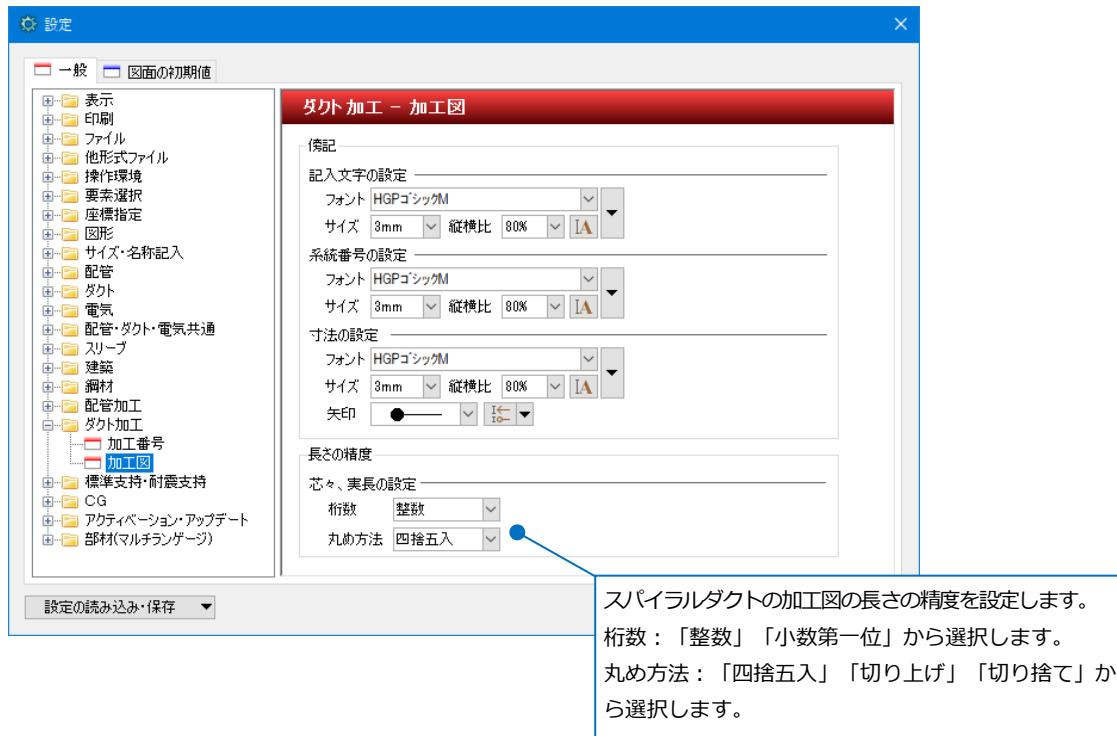 設定
一般 図面の初期値
表示
印刷
ファイル
他形式ファイル
操作環境
要素選択
座標指定
図形
サイズ・名称記入
配管
ダクト
電気
配管・ダクト・電気共通
スリーブ
建築
鋼材
配管加工
ダクト加工
加工番号
加工図
標準支持・耐震支持
CG
アクティベーション・アップデート
部材(マルチランゲージ)
ダクト加工 - 加工図
傍記
記入文字の設定
フォント HGPゴシックM
サイズ 3mm 縦横比 80% IA
系統番号の設定
フォント HGPゴシックM
サイズ 3mm 縦横比 80% IA
寸法の設定
フォント HGPゴシックM
サイズ 3mm 縦横比 80% IA
矢印
長さの精度
芯々、実長の設定
桁数 整数
丸め方法 四捨五入
設定の読み込み・保存
スパイラルダクトの加工図の長さの精度を設定します。
桁数：「整数」「小数第一位」から選択します。
丸め方法：「四捨五入」「切り上げ」「切り捨て」か
ら選択します。